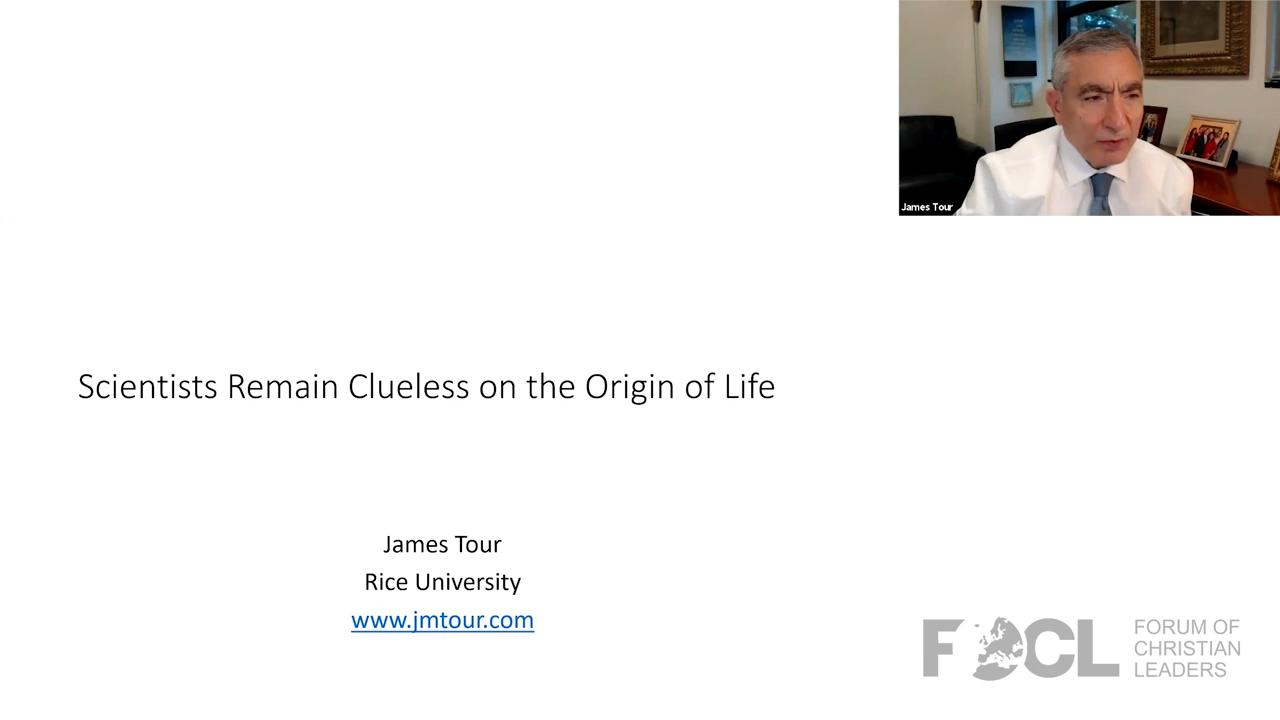 James Tour
Scientists Remain Clueless on the Origin of Life
James Tour
Rice University
www.jmtour.com
FOCL
FORUM OF
CHRISTIAN
LEADERS